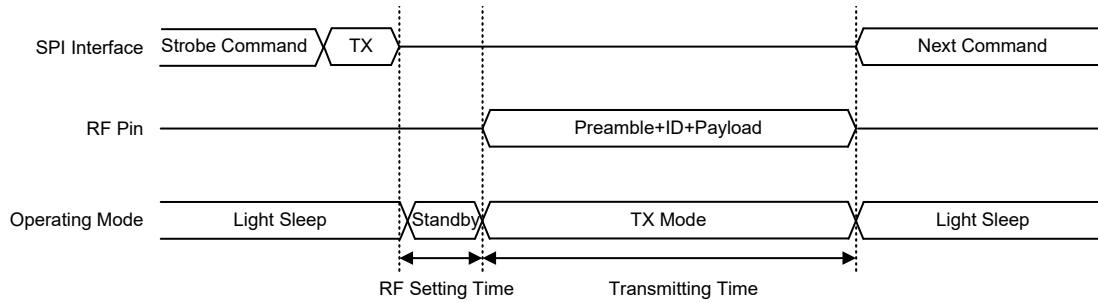 SPI Interface Strobe Command TX Next Command
RF Pin Preamble+ID+Payload
Operating Mode Light Sleep Standby TX Mode Light Sleep
RF Setting Time Transmitting Time